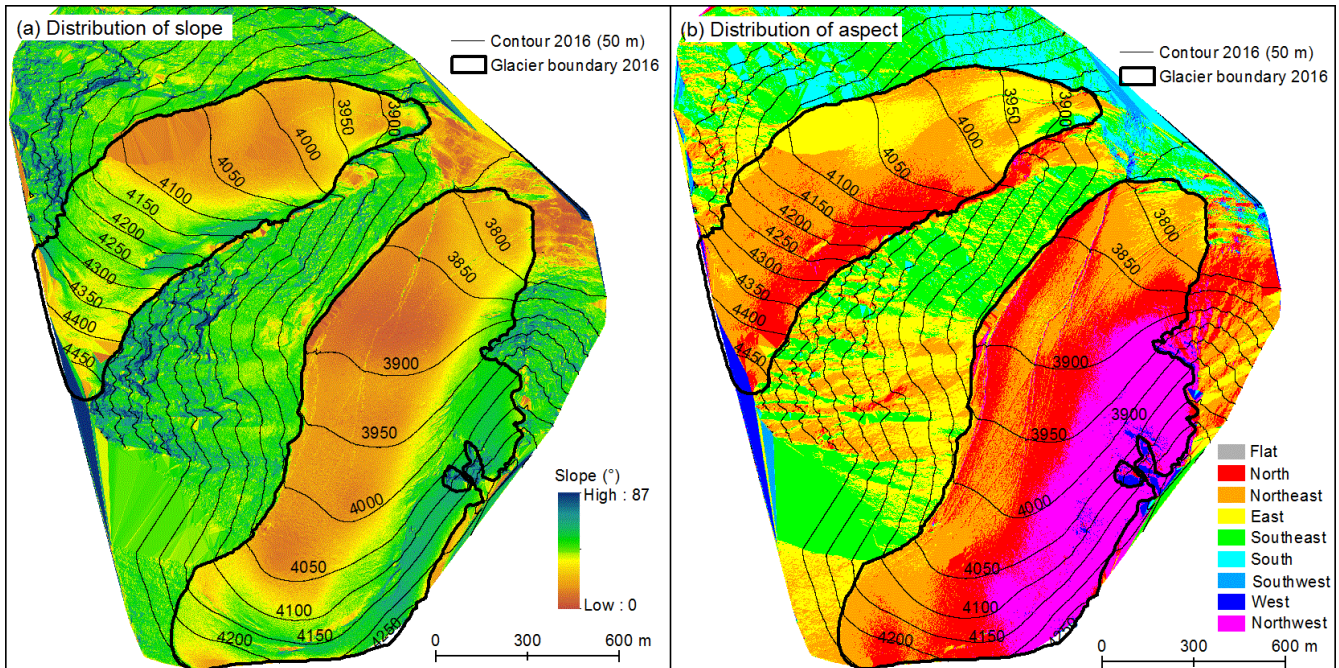 (a) Distribution of slope
Contour 2016 (50 m)
Glacier boundary 2016
3950
3900
4000
4050
4100
4150
4200
4250
4300
4350
4400
4450
3800
3850
3900
3950
4000
4050
4100
4150
4200
4250
Slope (°)
High : 87
Low : 0
0 300 600 m
(b) Distribution of aspect
Contour 2016 (50 m)
Glacier boundary 2016
3950
3900
4000
4050
4100
4150
4200
4250
4300
4350
4400
4450
3800
3850
3900
3900
3950
4000
4050
4100
4150
4200
4250
Flat
North
Northeast
East
Southeast
South
Southwest
West
Northwest
0 300 600 m